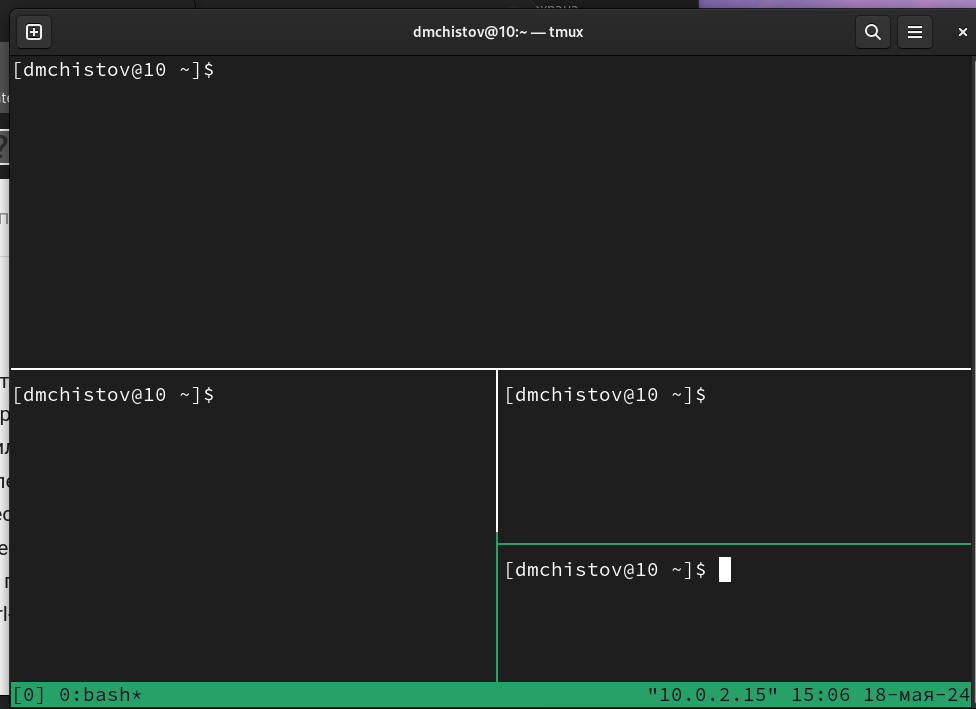 dmchistov@10:~ — tmux
[dmchistov@10 ~]$
[dmchistov@10 ~]$
[dmchistov@10 ~]$
[dmchistov@10 ~]$
[0] 0:bash* "10.0.2.15" 15:06 18-мая-24